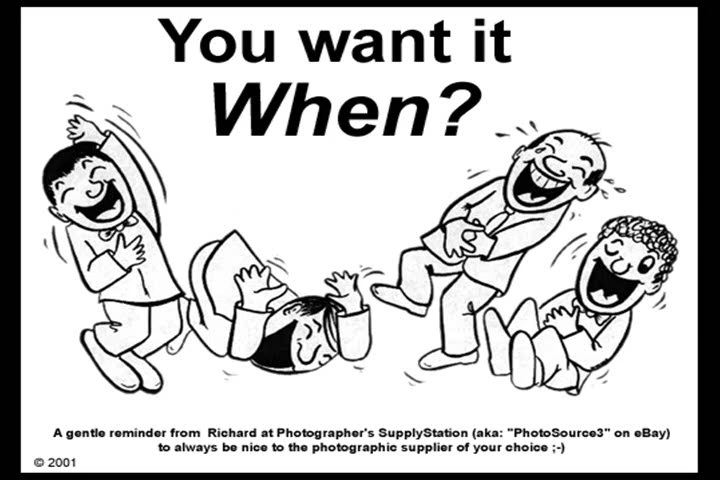 You want it
When?
A gentle reminder from Richard at Photographer's SupplyStation (aka: "PhotoSource3" on eBay)
to always be nice to the photographic supplier of your choice ;-)
© 2001